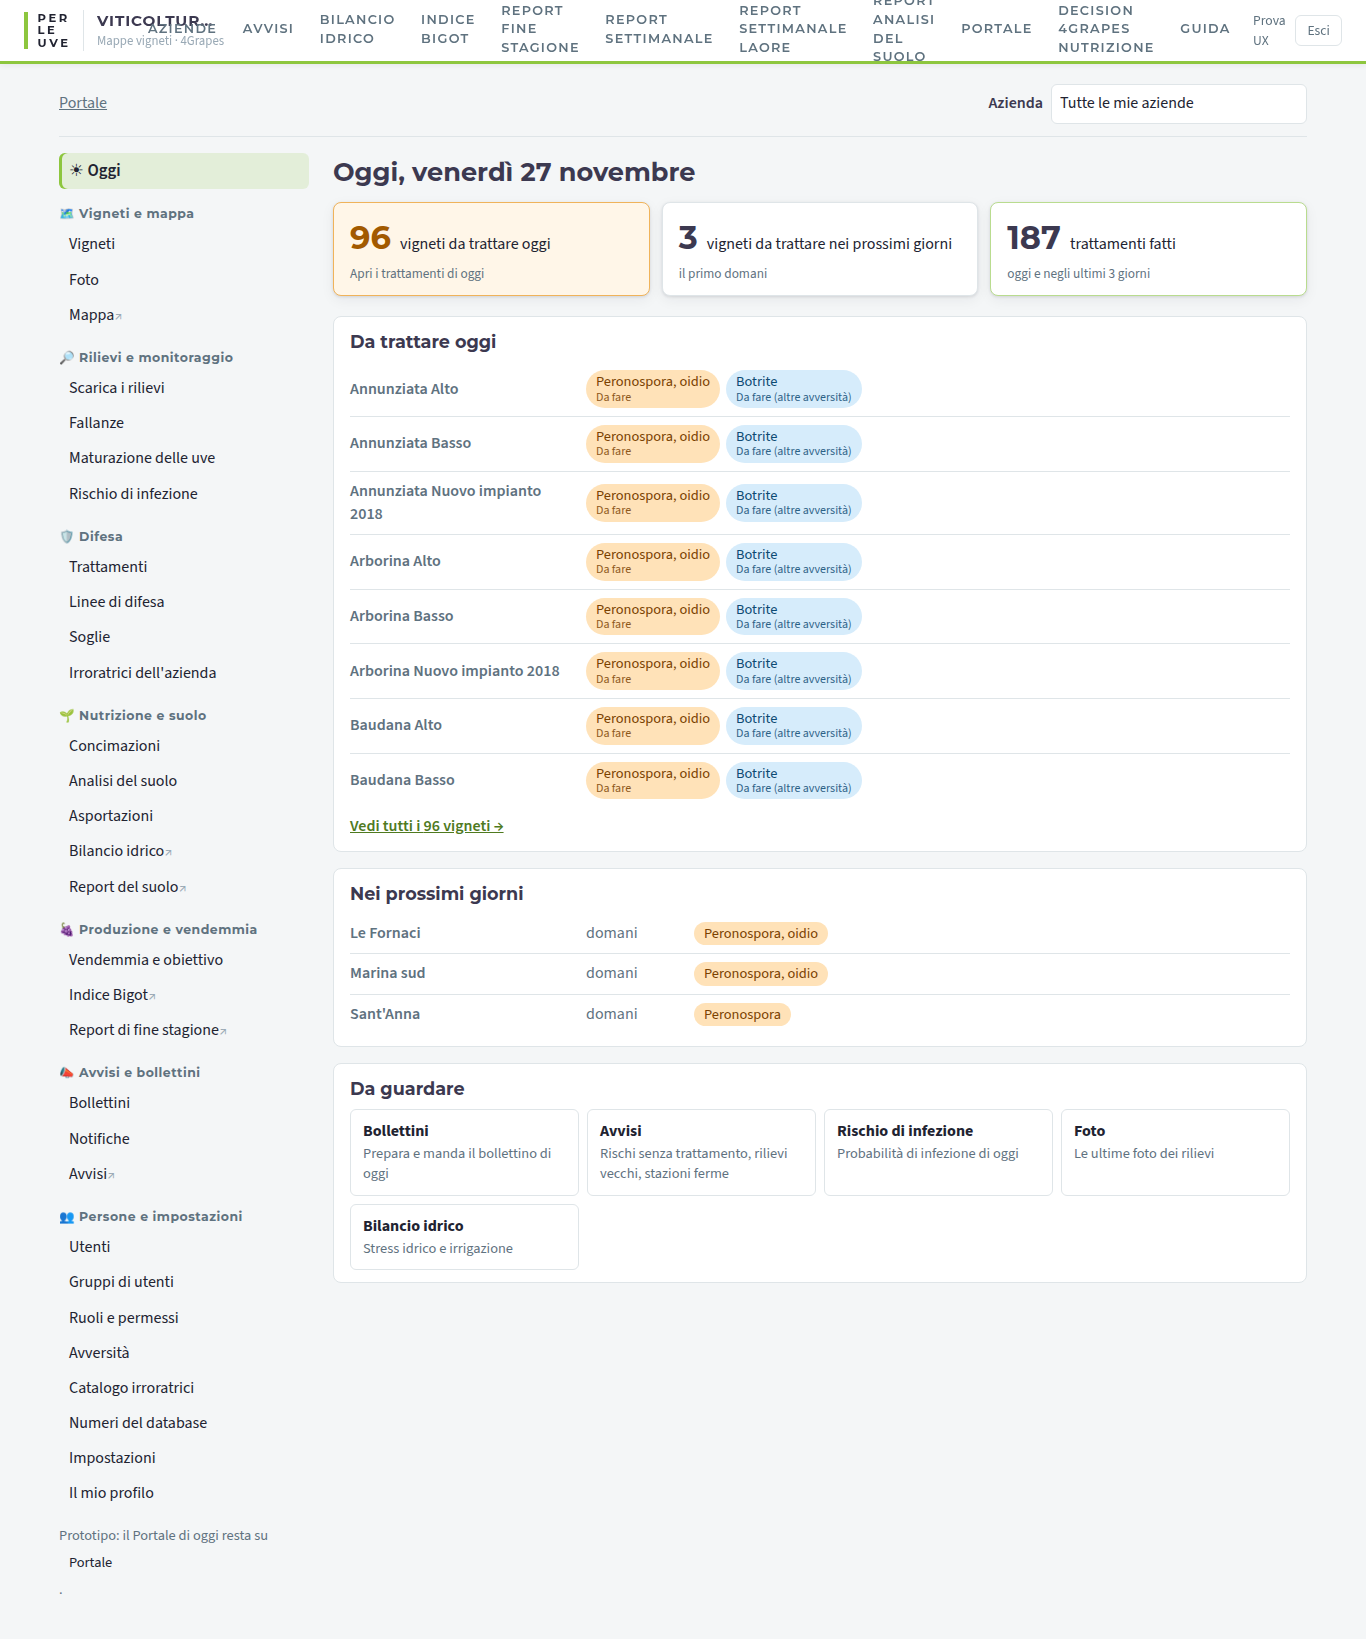 PER
LE
UVE
VITICOLTUR…
Mappe vigneti · 4Grapes
AZIENDE
AVVISI
BILANCIO
IDRICO
INDICE
BIGOT
REPORT
FINE
STAGIONE
REPORT
SETTIMANALE
REPORT
SETTIMANALE
LAORE
REPORT
ANALISI
DEL
SUOLO
PORTALE
DECISION
4GRAPES
NUTRIZIONE
GUIDA
Prova
UX
Esci
Portale
Azienda
Tutte le mie aziende
☀ Oggi
Vigneti e mappa
Vigneti
Foto
Mappa↗
Rilievi e monitoraggio
Scarica i rilievi
Fallanze
Maturazione delle uve
Rischio di infezione
Difesa
Trattamenti
Linee di difesa
Soglie
Irroratrici dell'azienda
Nutrizione e suolo
Concimazioni
Analisi del suolo
Asportazioni
Bilancio idrico↗
Report del suolo↗
Produzione e vendemmia
Vendemmia e obiettivo
Indice Bigot↗
Report di fine stagione↗
Avvisi e bollettini
Bollettini
Notifiche
Avvisi↗
Persone e impostazioni
Utenti
Gruppi di utenti
Ruoli e permessi
Avversità
Catalogo irroratrici
Numeri del database
Impostazioni
Il mio profilo
Prototipo: il Portale di oggi resta su
Portale
.
Oggi, venerdì 27 novembre
96 vigneti da trattare oggi
Apri i trattamenti di oggi
3 vigneti da trattare nei prossimi giorni
il primo domani
187 trattamenti fatti
oggi e negli ultimi 3 giorni
Da trattare oggi
Annunziata Alto
Peronospora, oidio
Da fare
Botrite
Da fare (altre avversità)
Annunziata Basso
Peronospora, oidio
Da fare
Botrite
Da fare (altre avversità)
Annunziata Nuovo impianto
2018
Peronospora, oidio
Da fare
Botrite
Da fare (altre avversità)
Arborina Alto
Peronospora, oidio
Da fare
Botrite
Da fare (altre avversità)
Arborina Basso
Peronospora, oidio
Da fare
Botrite
Da fare (altre avversità)
Arborina Nuovo impianto 2018
Peronospora, oidio
Da fare
Botrite
Da fare (altre avversità)
Baudana Alto
Peronospora, oidio
Da fare
Botrite
Da fare (altre avversità)
Baudana Basso
Peronospora, oidio
Da fare
Botrite
Da fare (altre avversità)
Vedi tutti i 96 vigneti →
Nei prossimi giorni
Le Fornaci domani Peronospora, oidio
Marina sud domani Peronospora, oidio
Sant'Anna domani Peronospora
Da guardare
Bollettini
Prepara e manda il bollettino di
oggi
Avvisi
Rischi senza trattamento, rilievi
vecchi, stazioni ferme
Rischio di infezione
Probabilità di infezione di oggi
Foto
Le ultime foto dei rilievi
Bilancio idrico
Stress idrico e irrigazione